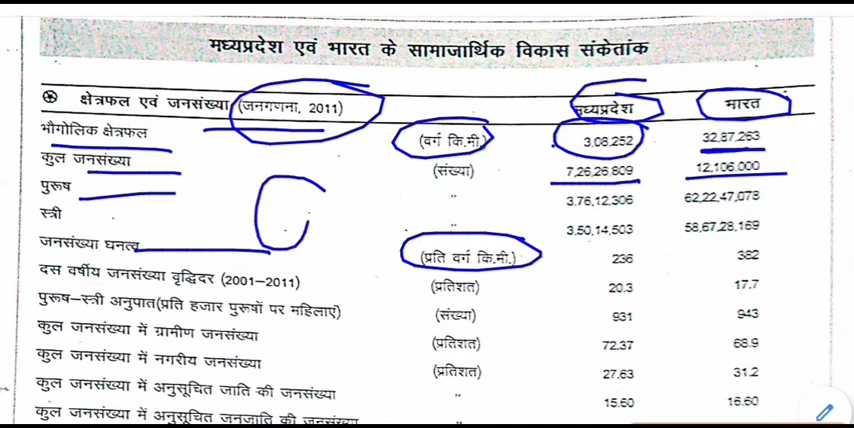 मध्यप्रदेश एवं भारत के सामाजार्थिक विकास संकेतांक
क्षेत्रफल एवं जनसंख्या (जनगणना, 2011) मध्यप्रदेश भारत
भौगोलिक क्षेत्रफल (वर्ग कि.मी.) 3,08,252 32,87,263
कुल जनसंख्या (संख्या) 7,26,26,809 12,106,000
पुरूष " 3,76,12,306 62,22,47,078
स्त्री " 3,50,14,503 58,67,28,169
जनसंख्या घनत्व (प्रति वर्ग कि.मी.) 236 382
दस वर्षीय जनसंख्या वृद्धिदर (2001-2011) (प्रतिशत) 20.3 17.7
पुरूष-स्त्री अनुपात(प्रति हजार पुरूषों पर महिलाएं) (संख्या) 931 943
कुल जनसंख्या में ग्रामीण जनसंख्या (प्रतिशत) 72.37 68.9
कुल जनसंख्या में नगरीय जनसंख्या (प्रतिशत) 27.63 31.2
कुल जनसंख्या में अनुसूचित जाति की जनसंख्या " 15.60 16.60
कुल जनसंख्या में अनुसूचित जनजाति की जनसंख्या "